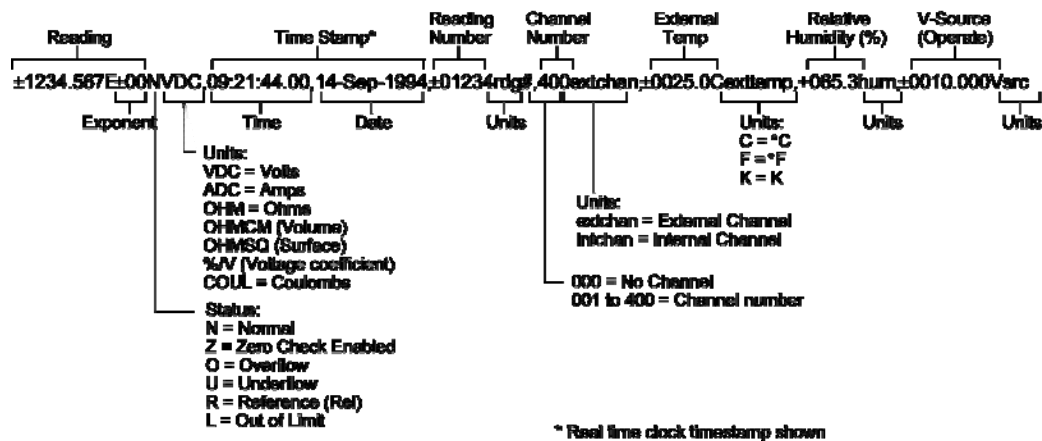 Reading
Time Stamp*
Reading Number
Channel Number
External Temp
Relative Humidity (%)
V-Source (Operate)
±1234.567E±00NVDC,09:21:44.00,14-Sep-1994,±01234rdg#,400extchan,±0025.0Cexttemp,+065.3hum,±0010.000Vsrc
Exponent
Time
Date
Units
Units
Units
Units:
C = °C
F = °F
K = K
Units:
VDC = Volts
ADC = Amps
OHM = Ohms
OHMCM (Volume)
OHMSQ (Surface)
%/V (Voltage coefficient)
COUL = Coulombs
Units:
extchan = External Channel
intchan = Internal Channel
000 = No Channel
001 to 400 = Channel number
Status:
N = Normal
Z = Zero Check Enabled
O = Overflow
U = Underflow
R = Reference (Rel)
L = Out of Limit
* Real time clock timestamp shown